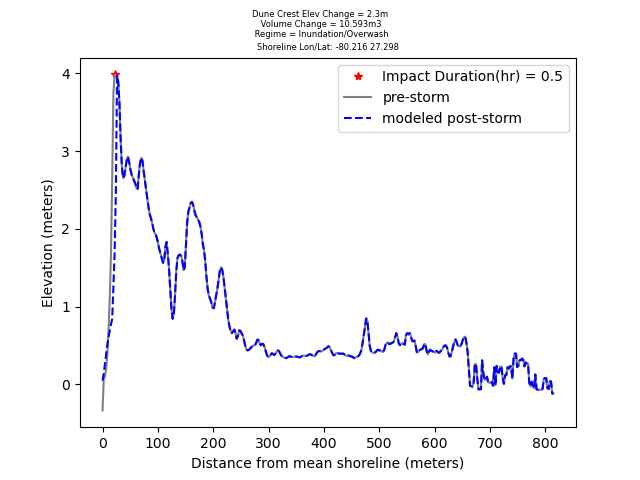 Dune Crest Elev Change = 2.3m
Volume Change = 10.593m3
Regime = Inundation/Overwash
Shoreline Lon/Lat: -80.216 27.298
Impact Duration(hr) = 0.5
pre-storm
modeled post-storm
4
3
2
1
0
Elevation (meters)
0 100 200 300 400 500 600 700 800
Distance from mean shoreline (meters)